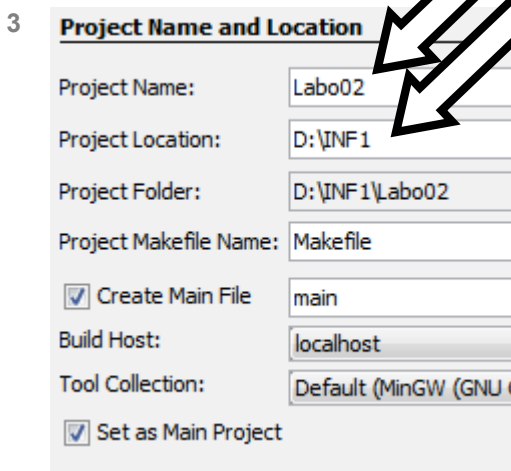 3
Project Name and Location
Project Name: Labo02
Project Location: D:\INF1
Project Folder: D:\INF1\Labo02
Project Makefile Name: Makefile
Create Main File main
Build Host: localhost
Tool Collection: Default (MinGW (GNU
Set as Main Project